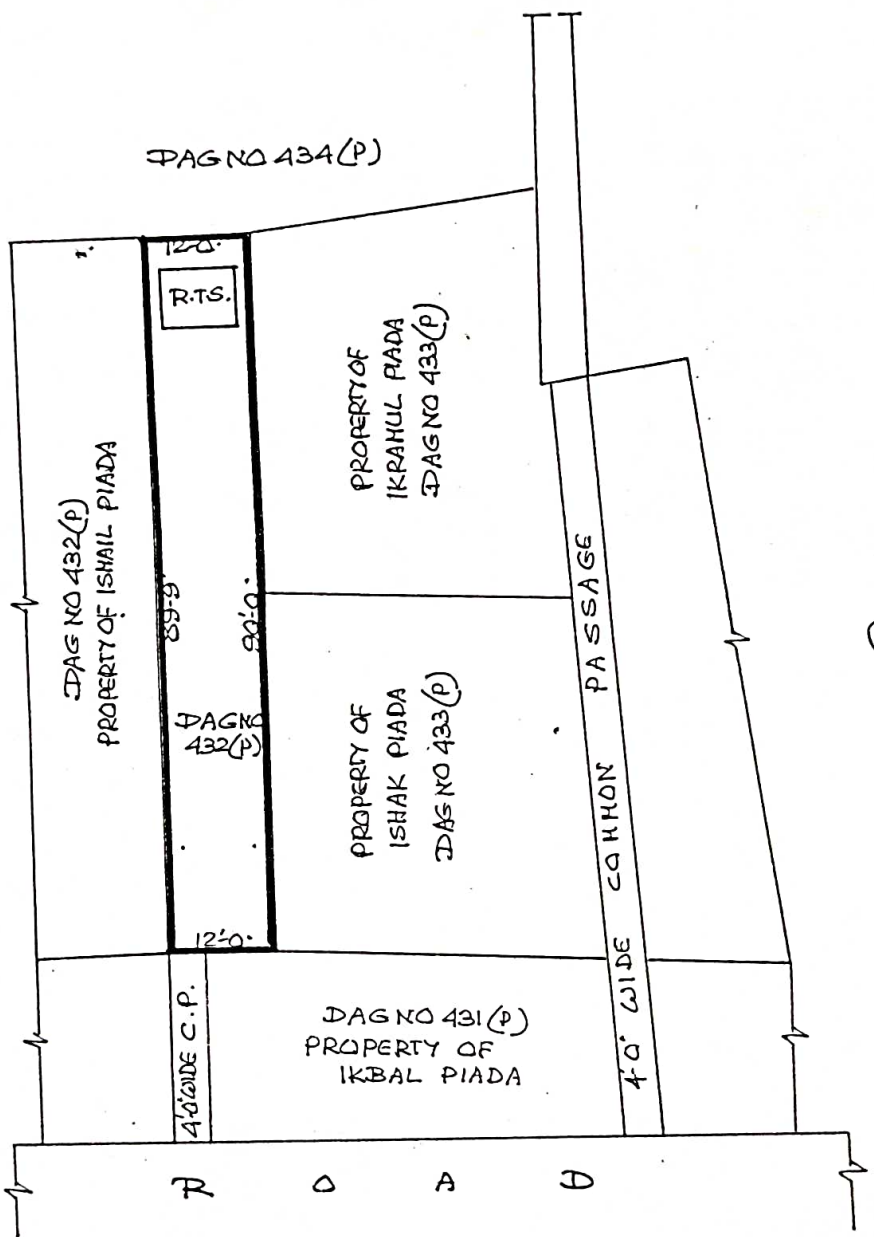 DAG NO 434(P)
12-0.
R.T.S.
DAG NO 432(P)
PROPERTY OF ISHAIL PIADA
89-9'
90'-0.
DAG NO
432(P)
12'-0.
PROPERTY OF
IKRAMUL PIADA
DAG NO 433(P)
PROPERTY OF
ISHAK PIADA
DAG NO 433(P)
4'0" WIDE COMMON PASSAGE
4'0" WIDE C.P.
DAG NO 431(P)
PROPERTY OF
IKBAL PIADA
ROAD